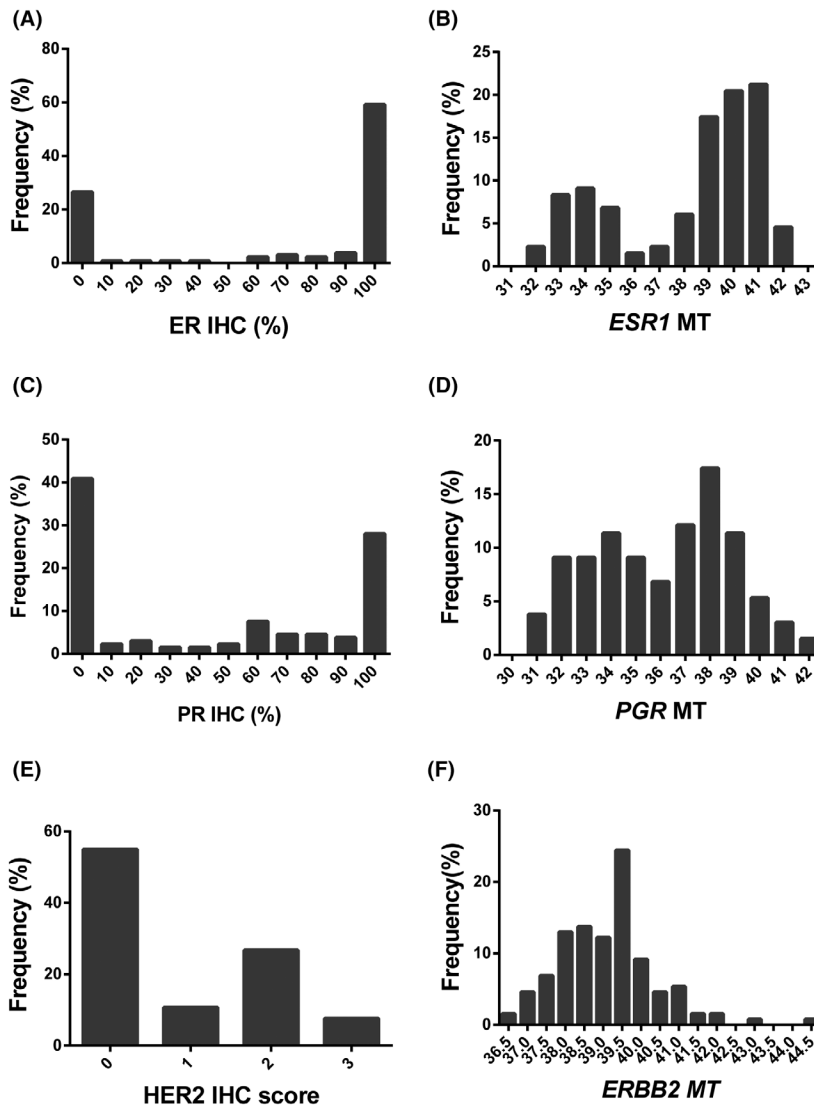 (A)
Frequency (%)
80
60
40
20
0
0 10 20 30 40 50 60 70 80 90 100
ER IHC (%)
(B)
Frequency (%)
25
20
15
10
5
0
31 32 33 34 35 36 37 38 39 40 41 42 43
ESR1 MT
(C)
Frequency (%)
50
40
30
20
10
0
0 10 20 30 40 50 60 70 80 90 100
PR IHC (%)
(D)
Frequency (%)
20
15
10
5
0
30 31 32 33 34 35 36 37 38 39 40 41 42
PGR MT
(E)
Frequency (%)
60
40
20
0
0 1 2 3
HER2 IHC score
(F)
Frequency(%)
30
20
10
0
36.5 37.0 37.5 38.0 38.5 39.0 39.5 40.0 40.5 41.0 41.5 42.0 42.5 43.0 43.5 44.0 44.5
ERBB2 MT